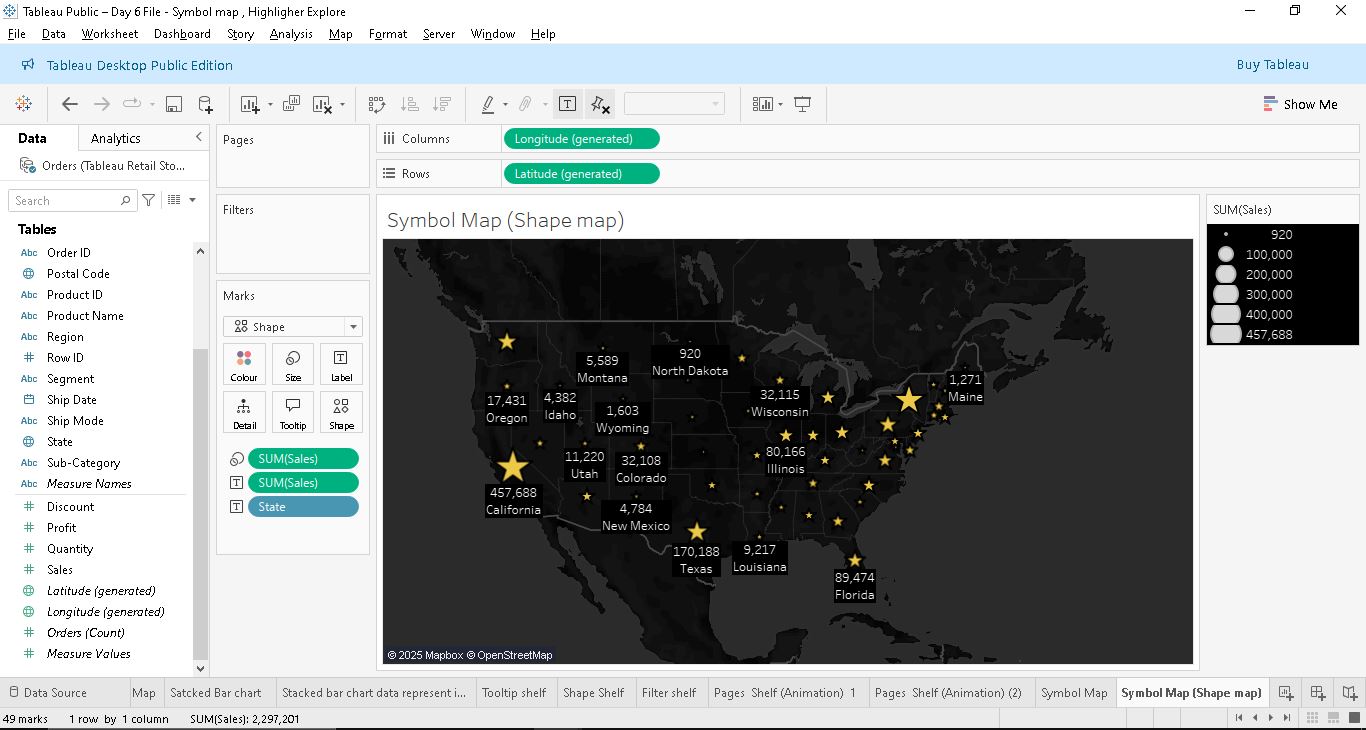 Tableau Public - Day 6 File - Symbol map , Highligher Explore
File Data Worksheet Dashboard Story Analysis Map Format Server Window Help
Tableau Desktop Public Edition Buy Tableau
Show Me
Data Analytics
Orders (Tableau Retail Sto...
Search
Tables
Abc Order ID
Postal Code
Abc Product ID
Abc Product Name
Abc Region
# Row ID
Abc Segment
Ship Date
Abc Ship Mode
State
Abc Sub-Category
Abc Measure Names
# Discount
# Profit
# Quantity
# Sales
Latitude (generated)
Longitude (generated)
# Orders (Count)
# Measure Values
Pages
Filters
Marks
Shape
Colour Size Label
Detail Tooltip Shape
SUM(Sales)
T SUM(Sales)
T State
Columns Longitude (generated)
Rows Latitude (generated)
Symbol Map (Shape map)
5,589
Montana
920
North Dakota
17,431
Oregon
4,382
Idaho
1,603
Wyoming
32,115
Wisconsin
1,271
Maine
11,220
Utah
32,108
Colorado
80,166
Illinois
457,688
California
4,784
New Mexico
170,188
Texas
9,217
Louisiana
89,474
Florida
© 2025 Mapbox © OpenStreetMap
SUM(Sales)
920
100,000
200,000
300,000
400,000
457,688
Data Source Map Satcked Bar chart Stacked bar chart data represent i... Tooltip shelf Shape Shelf Filter shelf Pages Shelf (Animation) 1 Pages Shelf (Animation) (2) Symbol Map Symbol Map (Shape map)
49 marks 1 row by 1 column SUM(Sales): 2,297,201